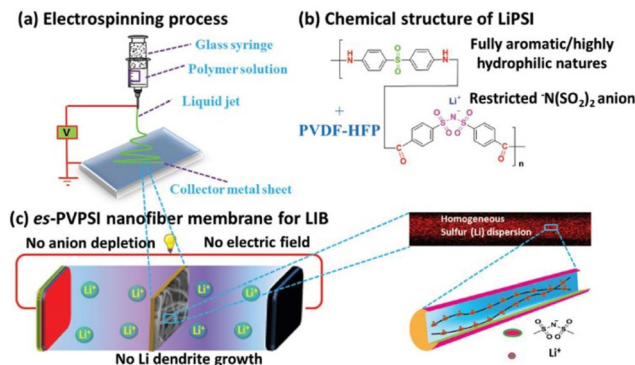 (a) Electrospinning process
Glass syringe
Polymer solution
Liquid jet
V
Collector metal sheet
(b) Chemical structure of LiPSI
H
N
O
S
O
H
N
Fully aromatic/highly
hydrophilic natures
+
PVDF-HFP
Li⁺
Restricted ⁻N(SO₂)₂ anion
O
O
S
N⁻
S
O
O
C
O
C
O
n
(c) es-PVPSI nanofiber membrane for LIB
No anion depletion
No electric field
Li⁺ Li⁺ Li⁺ Li⁺
Li⁺ Li⁺ Li⁺ Li⁺
No Li dendrite growth
Homogeneous
Sulfur (Li) dispersion
O
S
O
N⁻
O
S
O
Li⁺